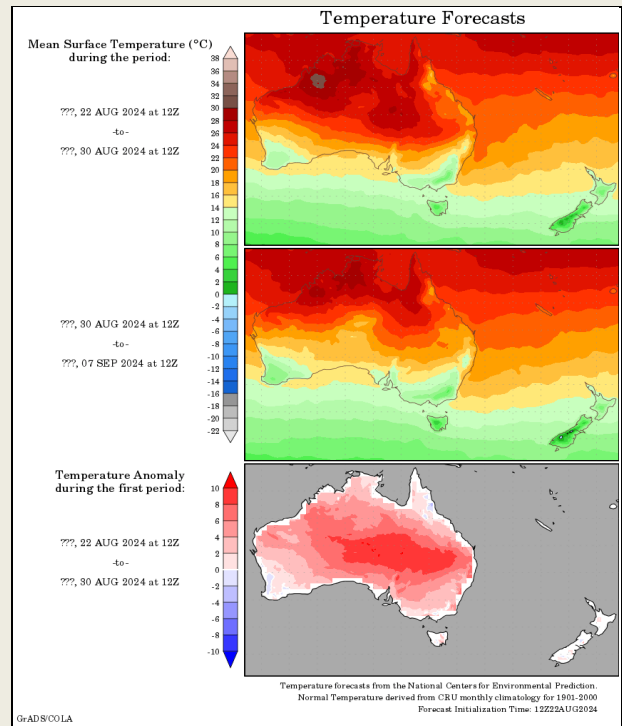 Temperature Forecasts
Mean Surface Temperature (°C)
during the period:
???, 22 AUG 2024 at 12Z
-to-
???, 30 AUG 2024 at 12Z
38
36
34
32
30
28
26
24
22
20
18
16
14
12
10
8
6
4
2
0
-2
-4
-6
-8
-10
-12
-14
-16
-18
-20
-22
???, 30 AUG 2024 at 12Z
-to-
???, 07 SEP 2024 at 12Z
Temperature Anomaly
during the first period:
???, 22 AUG 2024 at 12Z
-to-
???, 30 AUG 2024 at 12Z
10
8
6
4
2
0
-2
-4
-6
-8
-10
Temperature forecasts from the National Centers for Environmental Prediction.
Normal Temperature derived from CRU monthly climatology for 1901-2000
Forecast Initialization Time: 12Z22AUG2024
GrADS/COLA